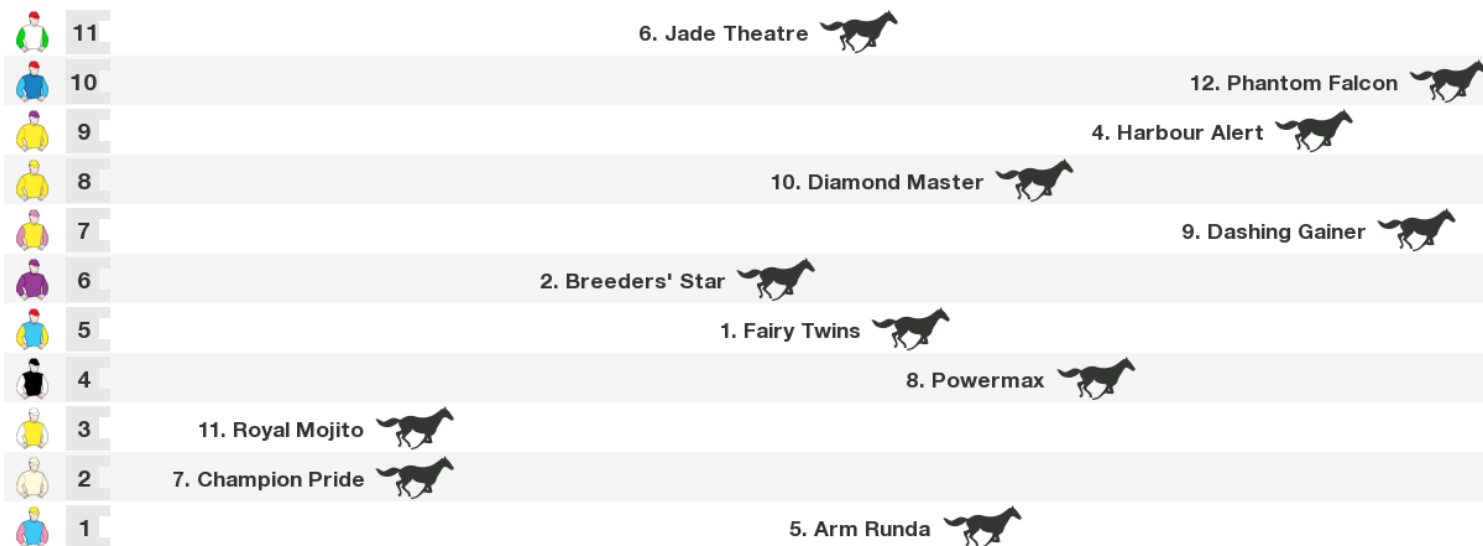 11 6. Jade Theatre
10 12. Phantom Falcon
9 4. Harbour Alert
8 10. Diamond Master
7 9. Dashing Gainer
6 2. Breeders' Star
5 1. Fairy Twins
4 8. Powermax
3 11. Royal Mojito
2 7. Champion Pride
1 5. Arm Runda